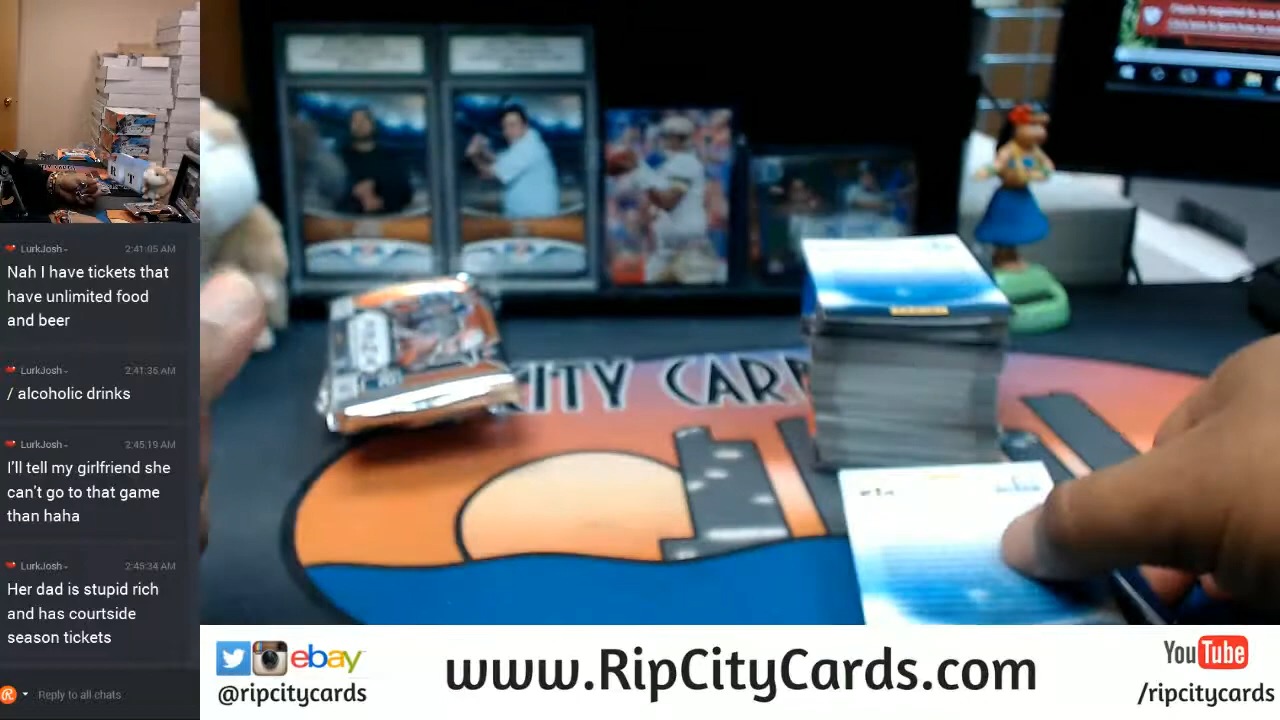 LurkJosh - 2:41:05 AM
Nah I have tickets that
have unlimited food
and beer
LurkJosh - 2:41:36 AM
/ alcoholic drinks
LurkJosh - 2:45:19 AM
I'll tell my girlfriend she
can't go to that game
than haha
LurkJosh - 2:45:34 AM
Her dad is stupid rich
and has courtside
season tickets
Reply to all chats
CITY CAR
ebay
@ripcitycards
www.RipCityCards.com
YouTube
/ripcitycards